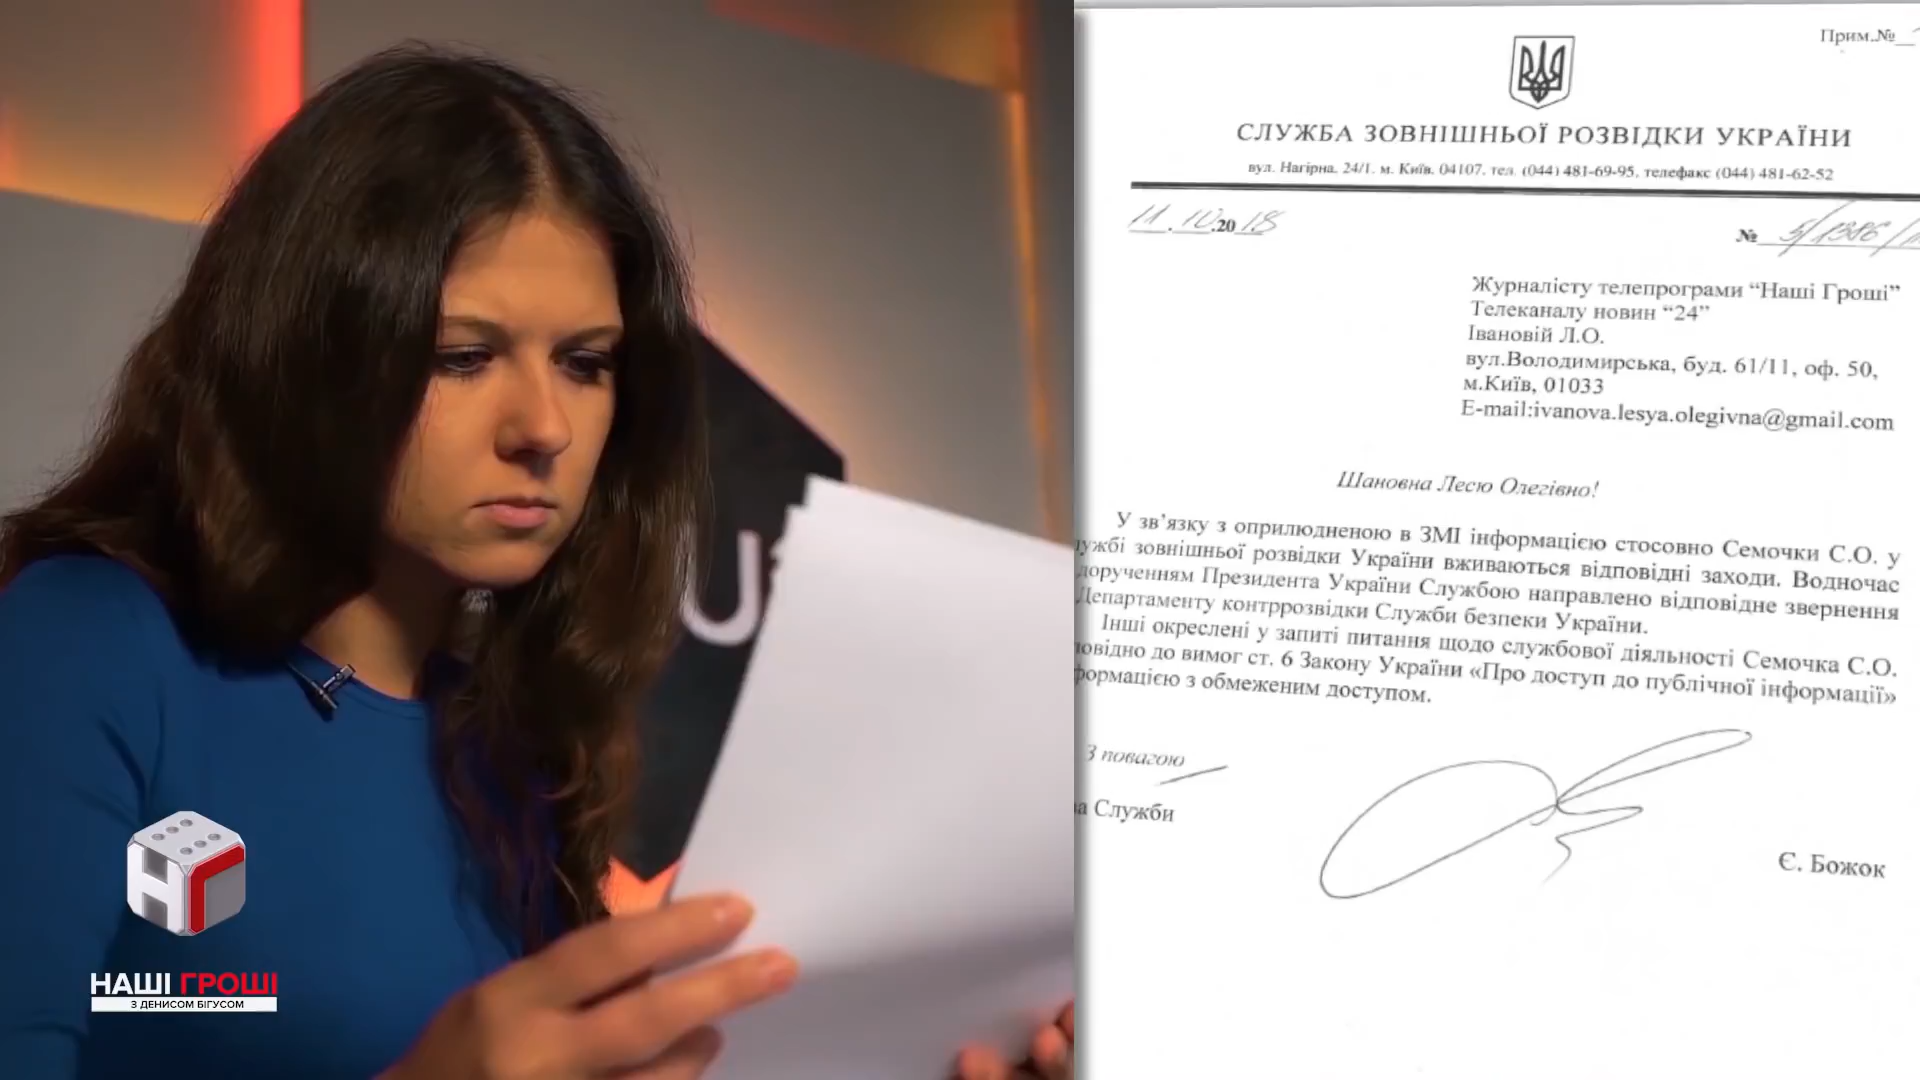 Прим.№
СЛУЖБА ЗОВНІШНЬОЇ РОЗВІДКИ УКРАЇНИ
вул. Нагірна, 24/1, м. Київ, 04107, тел. (044) 481-69-95, телефакс (044) 481-62-52
11.10.2018
№ 5/1386/
Журналісту телепрограми “Наші Гроші”
Телеканалу новин “24”
Івановій Л.О.
вул.Володимирська, буд. 61/11, оф. 50,
м.Київ, 01033
E-mail:ivanova.lesya.olegivna@gmail.com
Шановна Лесю Олегівно!
У зв’язку з оприлюдненою в ЗМІ інформацією стосовно Семочки С.О. у
ужбі зовнішньої розвідки України вживаються відповідні заходи. Водночас
дорученням Президента України Службою направлено відповідне звернення
Департаменту контррозвідки Служби безпеки України.
Інші окреслені у запиті питання щодо службової діяльності Семочка С.О.
повідно до вимог ст. 6 Закону України «Про доступ до публічної інформації»
формацією з обмеженим доступом.
З повагою
ва Служби
Є. Божок
НГ
НАШІ ГРОШІ
З ДЕНИСОМ БІГУСОМ